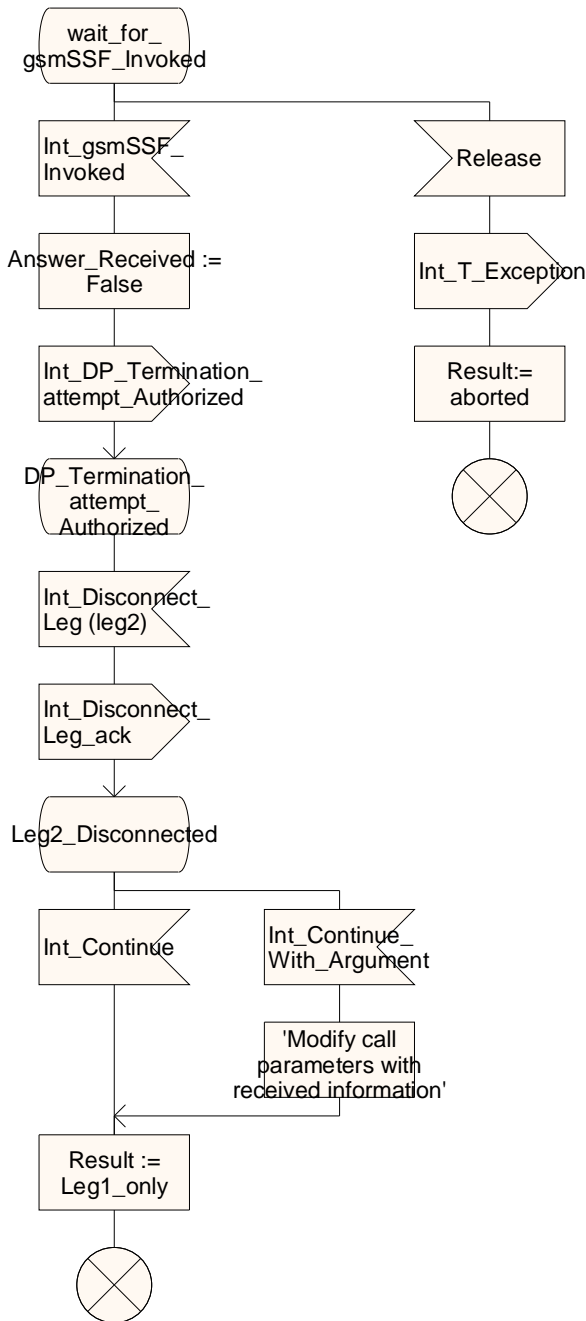 wait_for_
gsmSSF_Invoked
Int_gsmSSF_
Invoked
Release
Answer_Received :=
False
Int_T_Exception
Int_DP_Termination_
attempt_Authorized
Result:=
aborted
DP_Termination_
attempt_
Authorized
Int_Disconnect_
Leg (leg2)
Int_Disconnect_
Leg_ack
Leg2_Disconnected
Int_Continue
Int_Continue_
With_Argument
'Modify call
parameters with
received information'
Result :=
Leg1_only